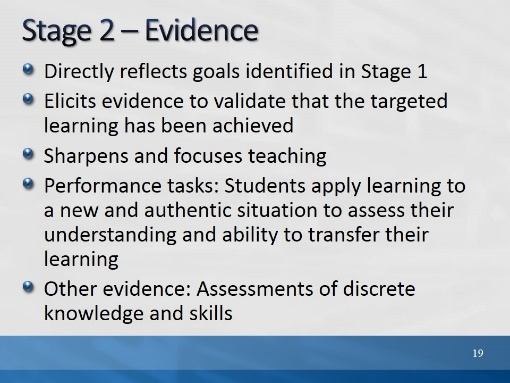 Stage 2 – Evidence
Directly reflects goals identified in Stage 1
Elicits evidence to validate that the targeted
learning has been achieved
Sharpens and focuses teaching
Performance tasks: Students apply learning to
a new and authentic situation to assess their
understanding and ability to transfer their
learning
Other evidence: Assessments of discrete
knowledge and skills
19